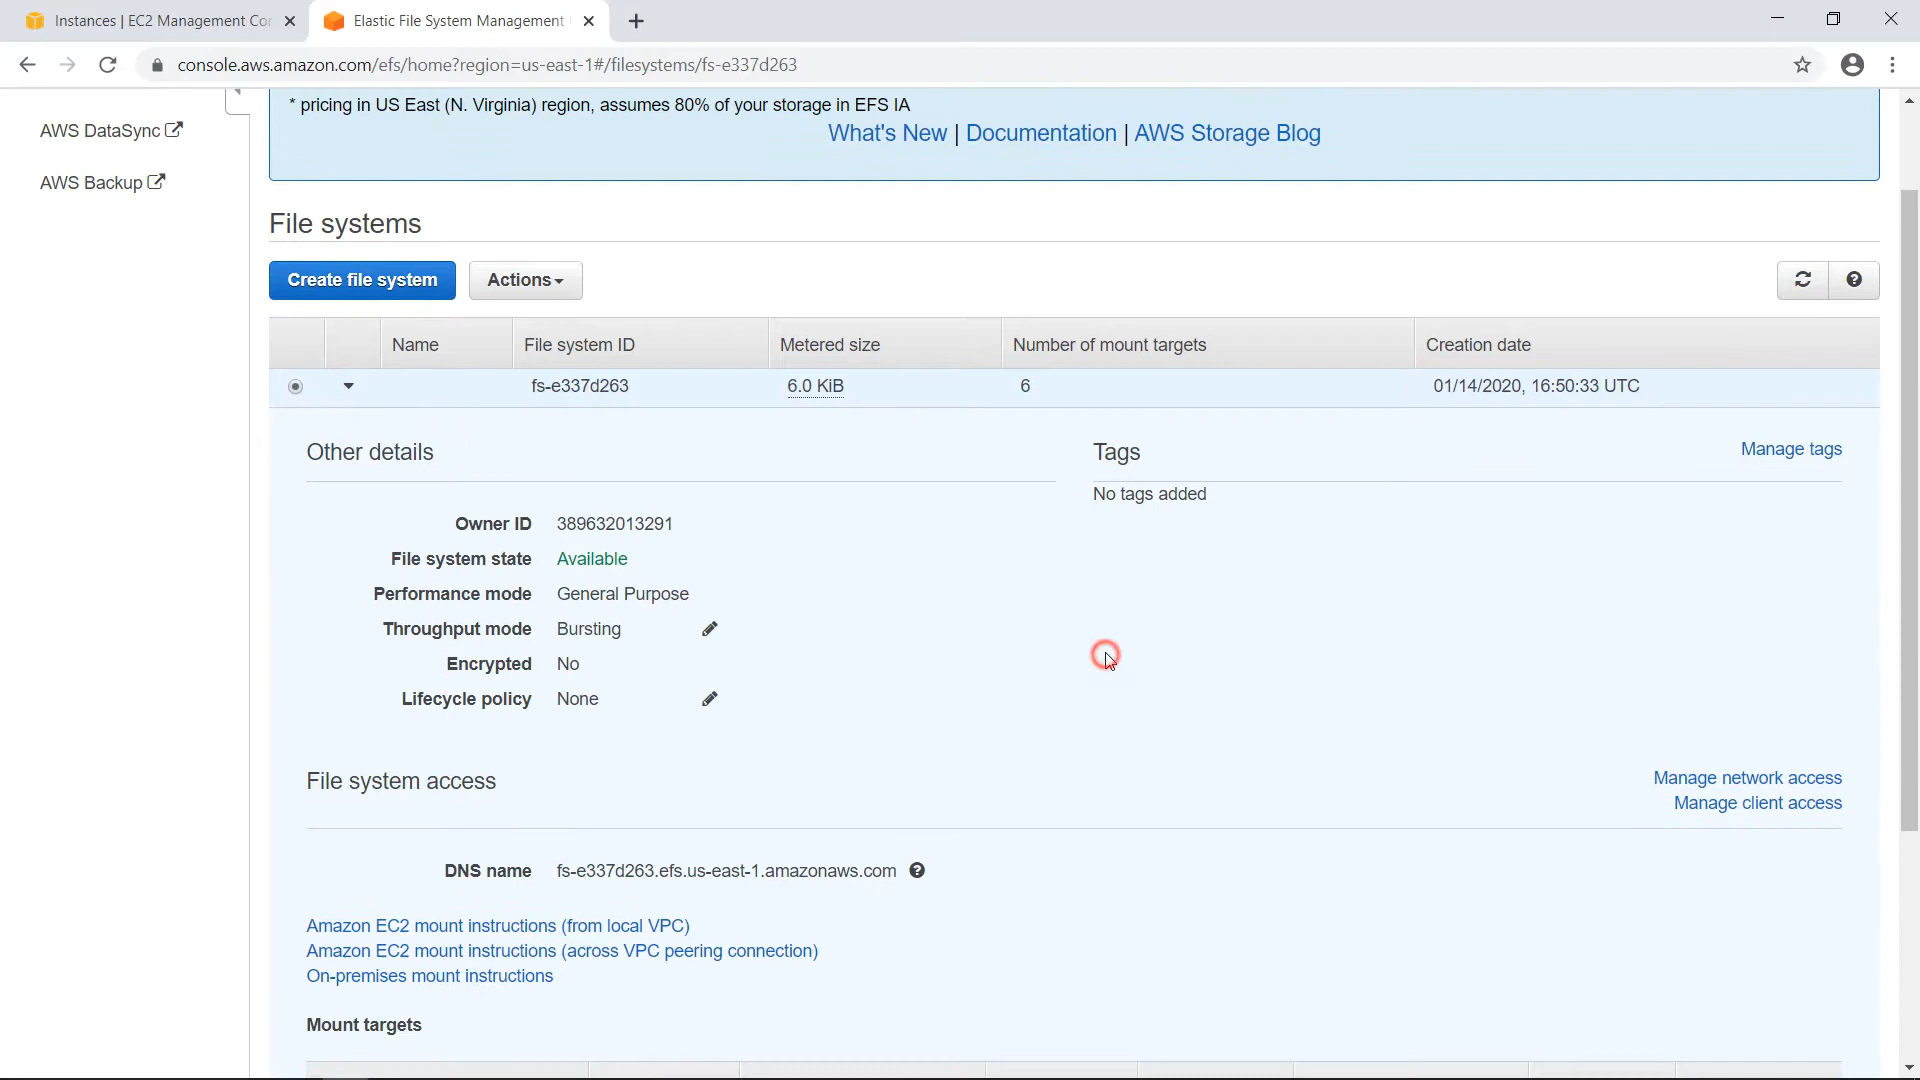 Instances | EC2 Management Cor
Elastic File System Management
console.aws.amazon.com/efs/home?region=us-east-1#/filesystems/fs-e337d263
* pricing in US East (N. Virginia) region, assumes 80% of your storage in EFS IA
What's New | Documentation | AWS Storage Blog
AWS DataSync
AWS Backup
File systems
Create file system
Actions
Name File system ID Metered size Number of mount targets Creation date
fs-e337d263 6.0 KiB 6 01/14/2020, 16:50:33 UTC
Other details
Tags
Manage tags
No tags added
Owner ID 389632013291
File system state Available
Performance mode General Purpose
Throughput mode Bursting
Encrypted No
Lifecycle policy None
File system access
Manage network access
Manage client access
DNS name fs-e337d263.efs.us-east-1.amazonaws.com
Amazon EC2 mount instructions (from local VPC)
Amazon EC2 mount instructions (across VPC peering connection)
On-premises mount instructions
Mount targets